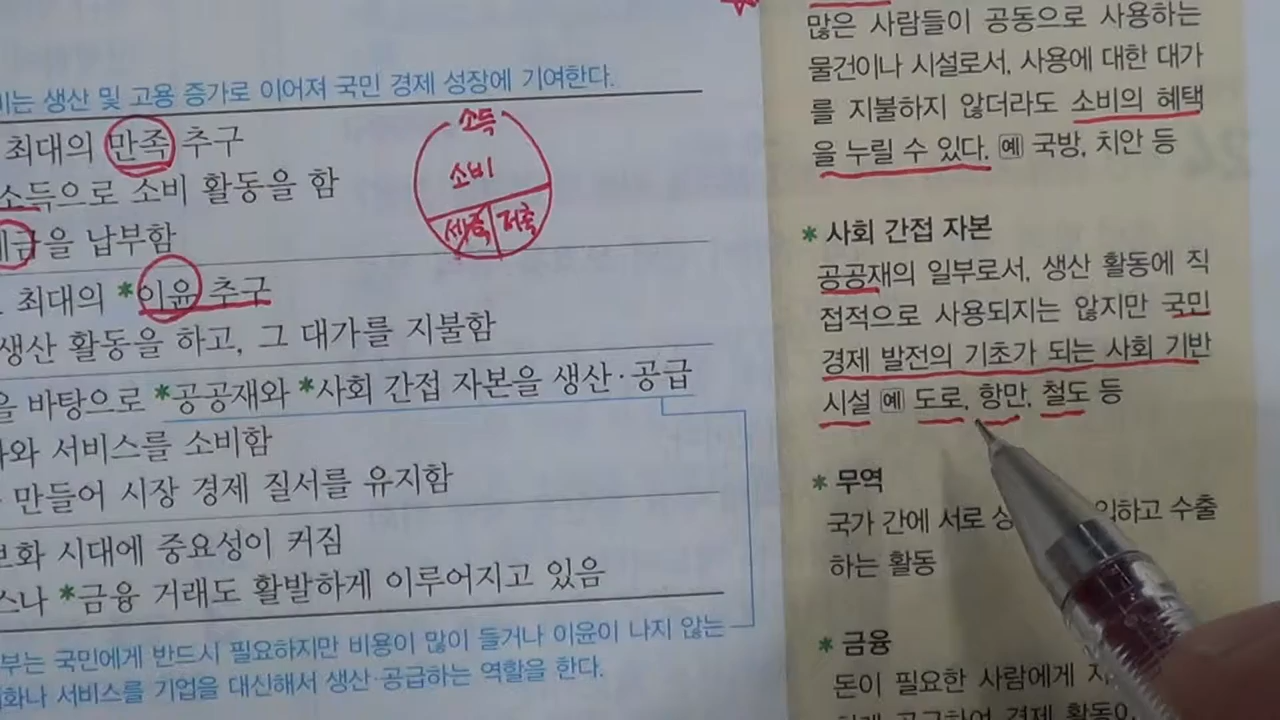 비는 생산 및 고용 증가로 이어져 국민 경제 성장에 기여한다.
최대의 만족 추구
소득으로 소비 활동을 함
세금을 납부함
최대의 *이윤 추구
생산 활동을 하고, 그 대가를 지불함
을 바탕으로 *공공재와 *사회 간접 자본을 생산·공급
와 서비스를 소비함
만들어 시장 경제 질서를 유지함
보화 시대에 중요성이 커짐
스나 *금융 거래도 활발하게 이루어지고 있음
부는 국민에게 반드시 필요하지만 비용이 많이 들거나 이윤이 나지 않는
화나 서비스를 기업을 대신해서 생산·공급하는 역할을 한다.
소득
소비
저축
많은 사람들이 공동으로 사용하는
물건이나 시설로서, 사용에 대한 대가
를 지불하지 않더라도 소비의 혜택
을 누릴 수 있다. 예 국방, 치안 등
* 사회 간접 자본
공공재의 일부로서, 생산 활동에 직
접적으로 사용되지는 않지만 국민
경제 발전의 기초가 되는 사회 기반
시설 예 도로, 항만, 철도 등
* 무역
국가 간에 서로 하고 수출
하는 활동
* 금융
돈이 필요한 사람에게
경제 활동이